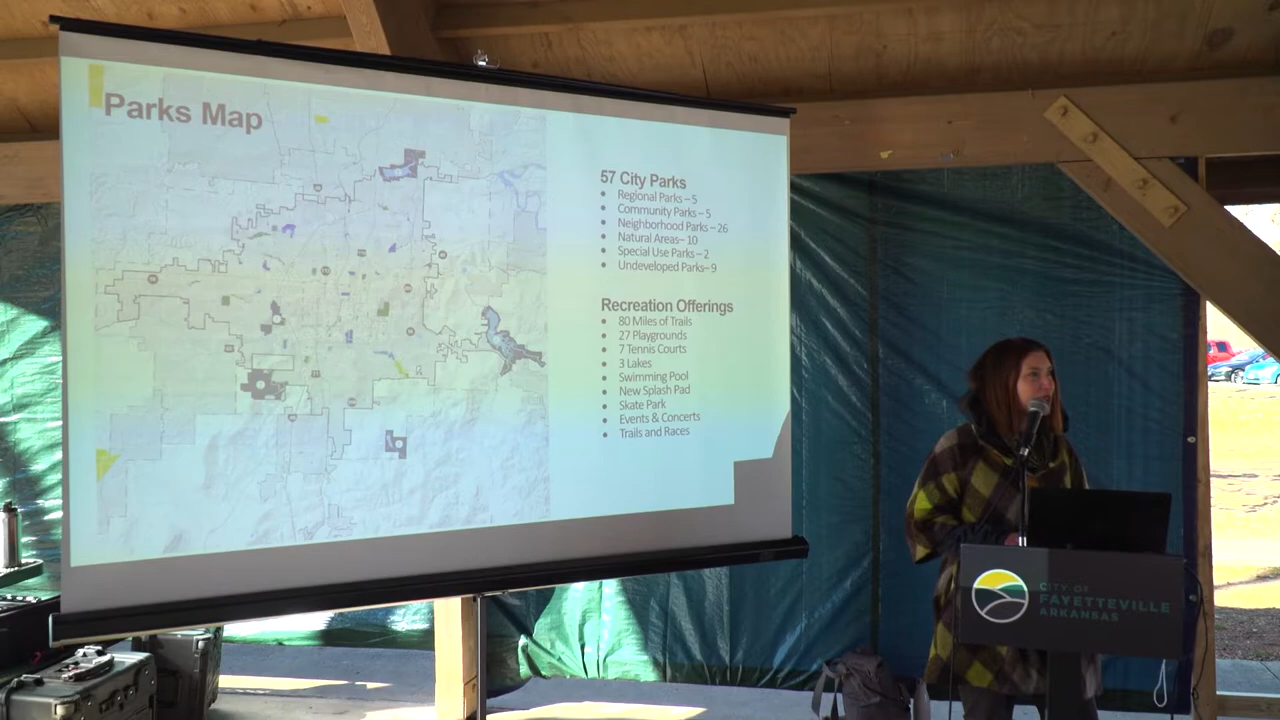 Parks Map
57 City Parks
• Regional Parks – 5
• Community Parks – 5
• Neighborhood Parks – 26
• Natural Areas– 10
• Special Use Parks – 2
• Undeveloped Parks– 9
Recreation Offerings
• 80 Miles of Trails
• 27 Playgrounds
• 7 Tennis Courts
• 3 Lakes
• Swimming Pool
• New Splash Pad
• Skate Park
• Events & Concerts
• Trails and Races
CITY OF
FAYETTEVILLE
ARKANSAS